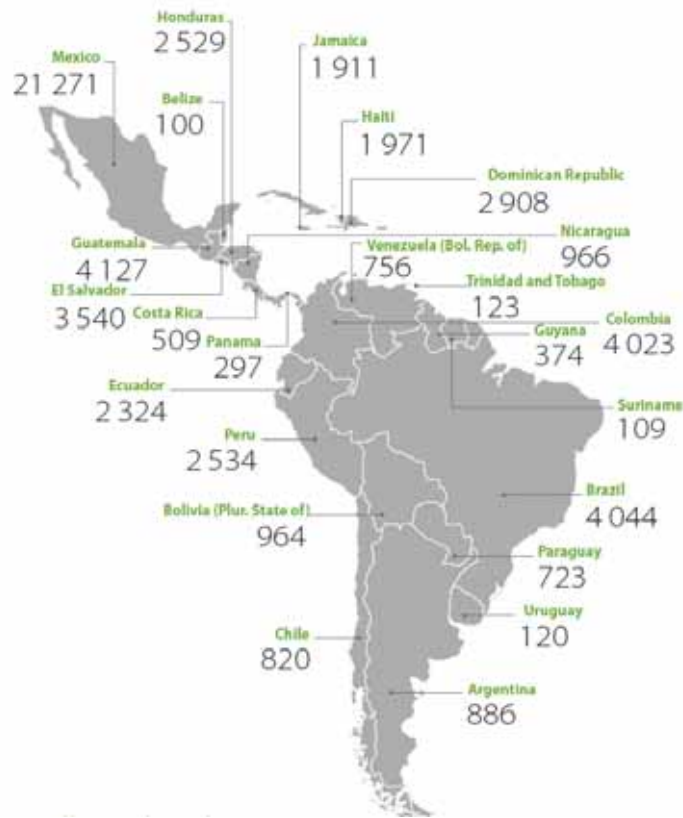 Honduras
2 529
Jamaica
1 911
Mexico
21 271
Belize
100
Haiti
1 971
Dominican Republic
2 908
Guatemala
4 127
Venezuela (Bol. Rep. of)
756
Nicaragua
966
El Salvador
3 540
Costa Rica
509
Panama
297
Trinidad and Tobago
123
Guyana
374
Colombia
4 023
Ecuador
2 324
Suriname
109
Peru
2 534
Brazil
4 044
Bolivia (Plur. State of)
964
Paraguay
723
Uruguay
120
Chile
820
Argentina
886